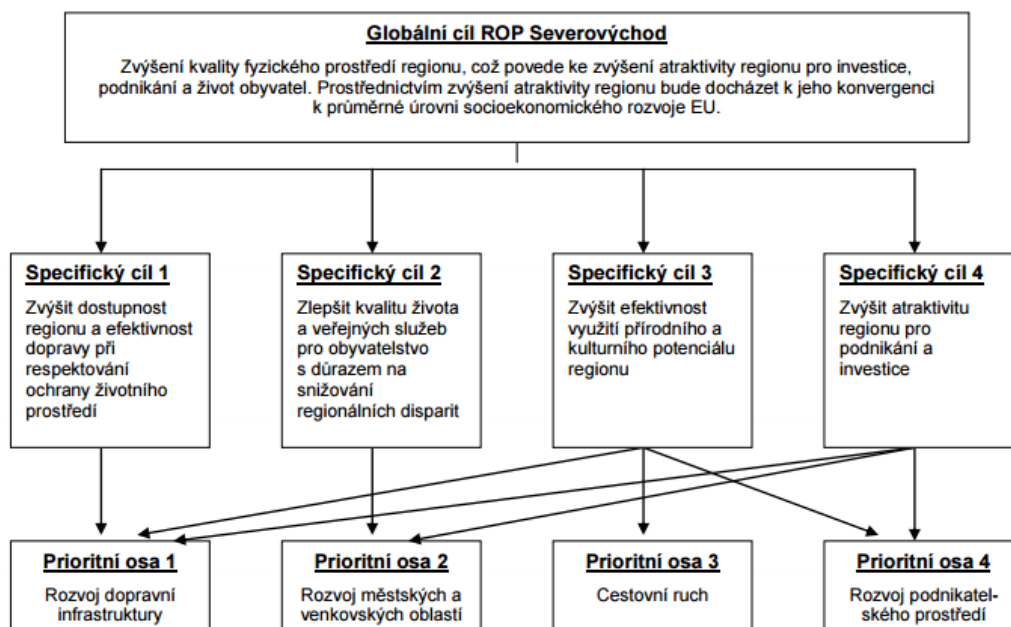 Globální cíl ROP Severovýchod
Zvýšení kvality fyzického prostředí regionu, což povede ke zvýšení atraktivity regionu pro investice,
podnikání a život obyvatel. Prostřednictvím zvýšení atraktivity regionu bude docházet k jeho konvergenci
k průměrné úrovni socioekonomického rozvoje EU.
Specifický cíl 1
Zvýšit dostupnost
regionu a efektivnost
dopravy při
respektování
ochrany životního
prostředí
Specifický cíl 2
Zlepšit kvalitu života
a veřejných služeb
pro obyvatelstvo
s důrazem na
snižování
regionálních disparit
Specifický cíl 3
Zvýšit efektivnost
využití přírodního a
kulturního potenciálu
regionu
Specifický cíl 4
Zvýšit atraktivitu
regionu pro
podnikání a
investice
Prioritní osa 1
Rozvoj dopravní
infrastruktury
Prioritní osa 2
Rozvoj městských a
venkovských oblastí
Prioritní osa 3
Cestovní ruch
Prioritní osa 4
Rozvoj podnikatel-
ského prostředí